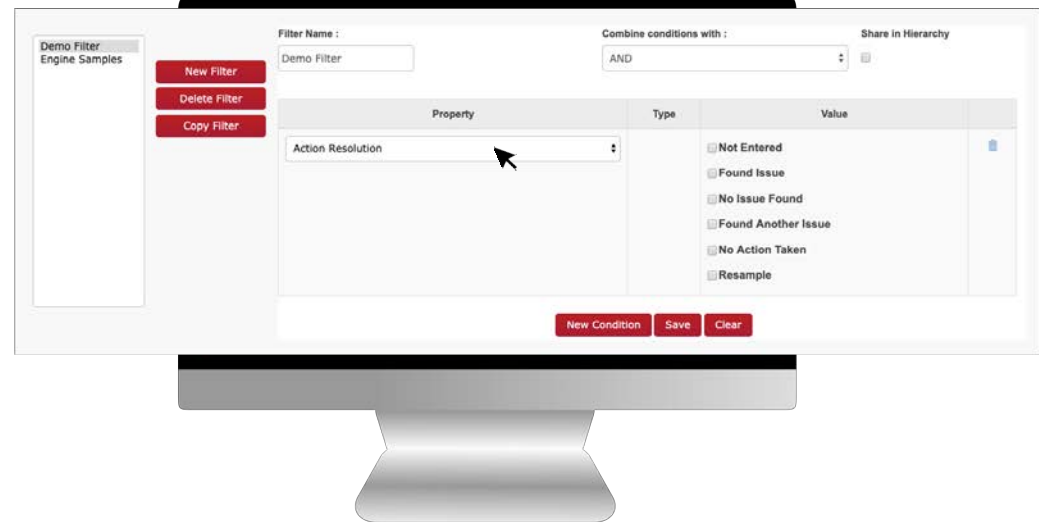 Demo Filter
Engine Samples
New Filter
Delete Filter
Copy Filter
Filter Name :
Combine conditions with :
Share in Hierarchy
Demo Filter
AND
Property
Type
Value
Action Resolution
Not Entered
Found Issue
No Issue Found
Found Another Issue
No Action Taken
Resample
New Condition
Save
Clear